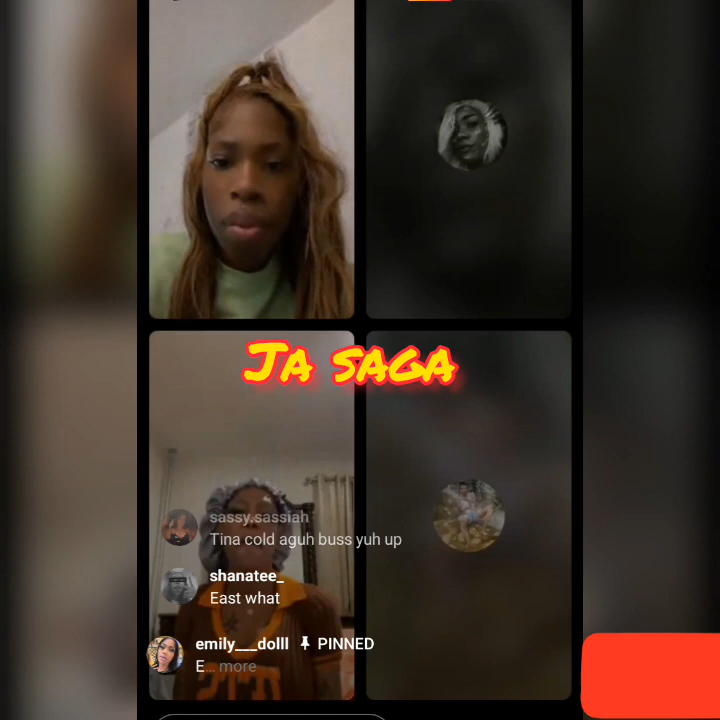 JA SAGA
sassy.sassiah
Tina cold aguh buss yuh up
shanatee_
East what
emily___dolll PINNED
E... more